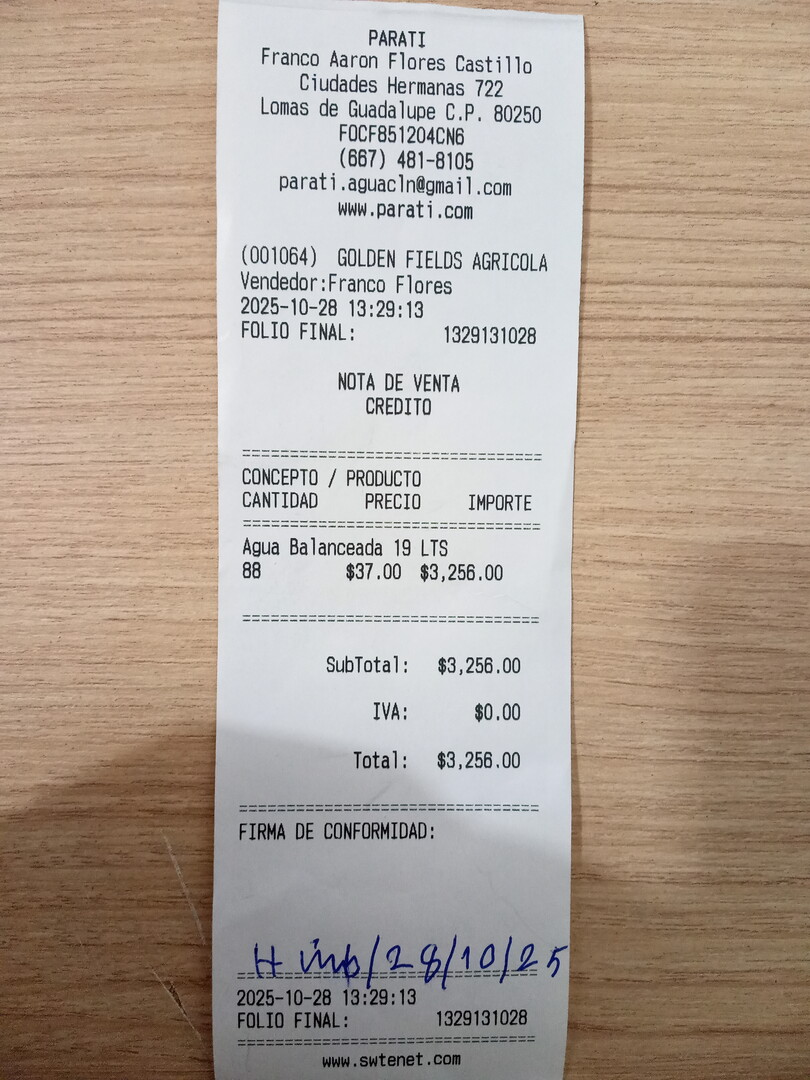 PARATI
Franco Aaron Flores Castillo
Ciudades Hermanas 722
Lomas de Guadalupe C.P. 80250
FOCF851204CN6
(667) 481-8105
parati.aguacln@gmail.com
www.parati.com
(001064) GOLDEN FIELDS AGRICOLA
Vendedor:Franco Flores
2025-10-28 13:29:13
FOLIO FINAL: 1329131028
NOTA DE VENTA
CREDITO
================================
CONCEPTO / PRODUCTO
CANTIDAD PRECIO IMPORTE
================================
Agua Balanceada 19 LTS
88 $37.00 $3,256.00
================================
SubTotal: $3,256.00
IVA: $0.00
Total: $3,256.00
================================
FIRMA DE CONFORMIDAD:
H /28/10/25
================================
2025-10-28 13:29:13
FOLIO FINAL: 1329131028
================================
www.swtenet.com